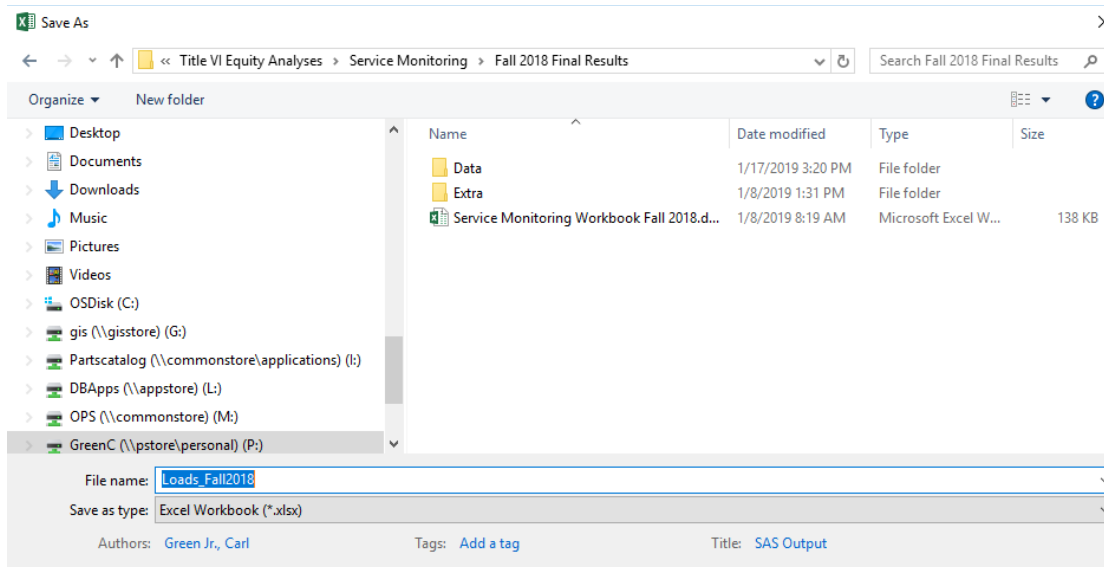 Save As
« Title VI Equity Analyses › Service Monitoring › Fall 2018 Final Results
Search Fall 2018 Final Results
Organize
New folder
?
Desktop
Documents
Downloads
Music
Pictures
Videos
OSDisk (C:)
gis (\\gisstore) (G:)
Partscatalog (\\commonstore\applications) (I:)
DBApps (\\appstore) (L:)
OPS (\\commonstore) (M:)
GreenC (\\pstore\personal) (P:)
Name Date modified Type Size
Data 1/17/2019 3:20 PM File folder
Extra 1/8/2019 1:31 PM File folder
Service Monitoring Workbook Fall 2018.d... 1/8/2019 8:19 AM Microsoft Excel W... 138 KB
File name: Loads_Fall2018
Save as type: Excel Workbook (*.xlsx)
Authors: Green Jr., Carl Tags: Add a tag Title: SAS Output